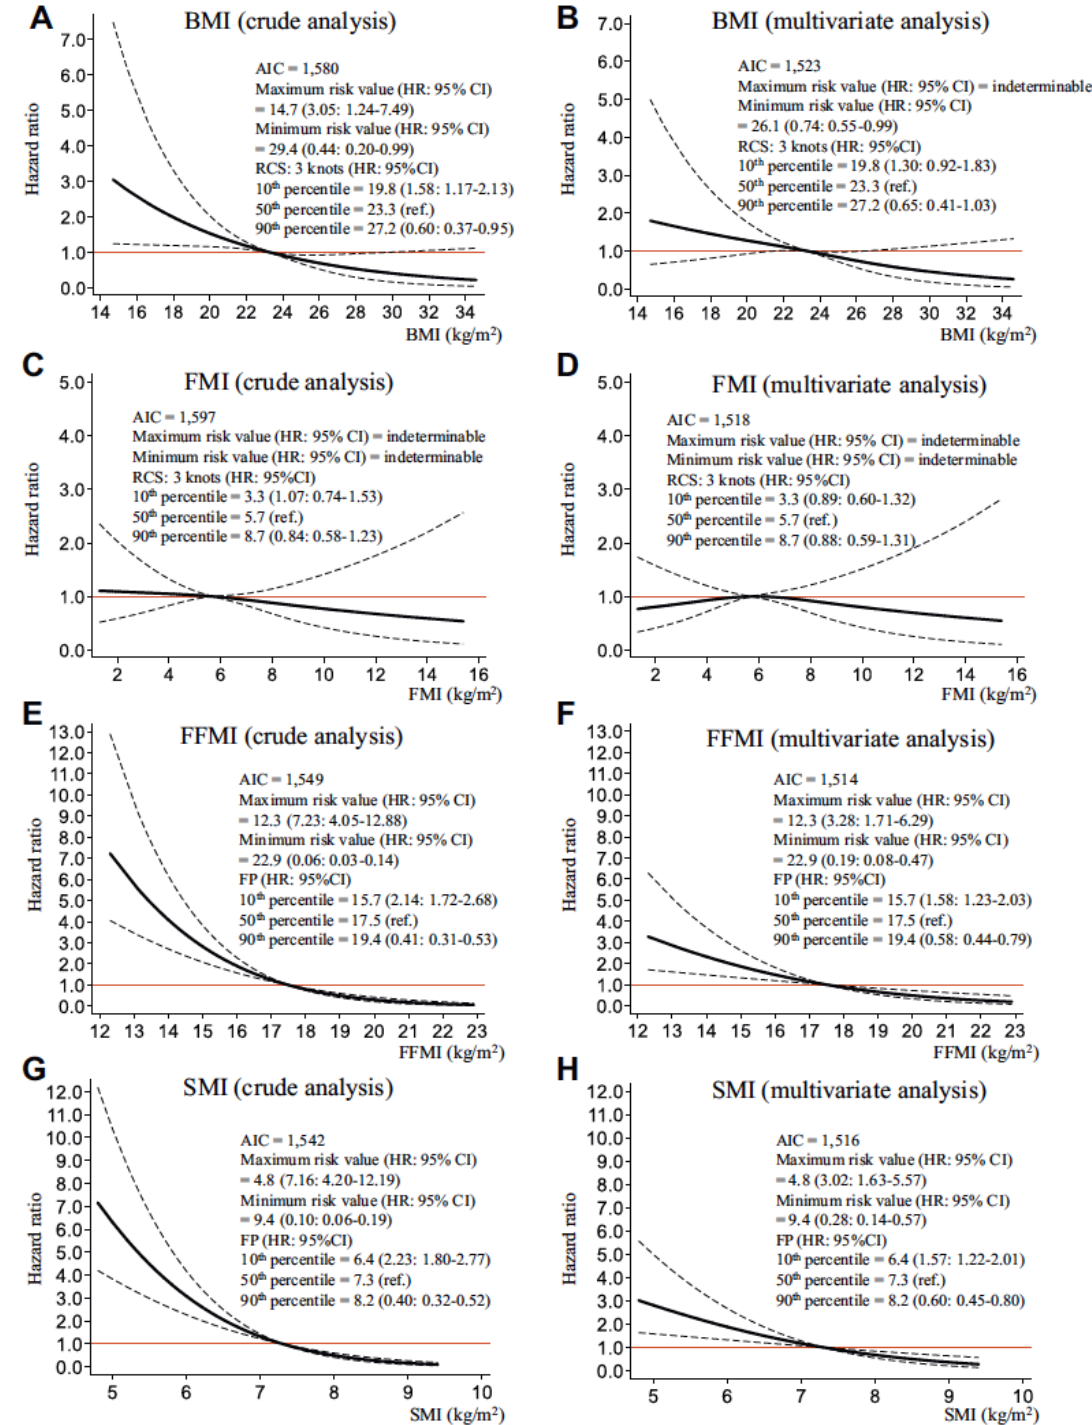 A
BMI (crude analysis)
Hazard ratio
7.0
6.0
5.0
4.0
3.0
2.0
1.0
0.0
AIC = 1,580
Maximum risk value (HR: 95% CI)
= 14.7 (3.05: 1.24-7.49)
Minimum risk value (HR: 95% CI)
= 29.4 (0.44: 0.20-0.99)
RCS: 3 knots (HR: 95%CI)
10th percentile = 19.8 (1.58: 1.17-2.13)
50th percentile = 23.3 (ref.)
90th percentile = 27.2 (0.60: 0.37-0.95)
14 16 18 20 22 24 26 28 30 32 34
BMI (kg/m²)
B
BMI (multivariate analysis)
Hazard ratio
7.0
6.0
5.0
4.0
3.0
2.0
1.0
0.0
AIC = 1,523
Maximum risk value (HR: 95% CI) = indeterminable
Minimum risk value (HR: 95% CI)
= 26.1 (0.74: 0.55-0.99)
RCS: 3 knots (HR: 95%CI)
10th percentile = 19.8 (1.30: 0.92-1.83)
50th percentile = 23.3 (ref.)
90th percentile = 27.2 (0.65: 0.41-1.03)
14 16 18 20 22 24 26 28 30 32 34
BMI (kg/m²)
C
FMI (crude analysis)
Hazard ratio
5.0
4.0
3.0
2.0
1.0
0.0
AIC = 1,597
Maximum risk value (HR: 95% CI) = indeterminable
Minimum risk value (HR: 95% CI) = indeterminable
RCS: 3 knots (HR: 95%CI)
10th percentile = 3.3 (1.07: 0.74-1.53)
50th percentile = 5.7 (ref.)
90th percentile = 8.7 (0.84: 0.58-1.23)
2 4 6 8 10 12 14 16
FMI (kg/m²)
D
FMI (multivariate analysis)
Hazard ratio
5.0
4.0
3.0
2.0
1.0
0.0
AIC = 1,518
Maximum risk value (HR: 95% CI) = indeterminable
Minimum risk value (HR: 95% CI) = indeterminable
RCS: 3 knots (HR: 95%CI)
10th percentile = 3.3 (0.89: 0.60-1.32)
50th percentile = 5.7 (ref.)
90th percentile = 8.7 (0.88: 0.59-1.31)
2 4 6 8 10 12 14 16
FMI (kg/m²)
E
FFMI (crude analysis)
Hazard ratio
13.0
12.0
11.0
10.0
9.0
8.0
7.0
6.0
5.0
4.0
3.0
2.0
1.0
0.0
AIC = 1,549
Maximum risk value (HR: 95% CI)
= 12.3 (7.23: 4.05-12.88)
Minimum risk value (HR: 95% CI)
= 22.9 (0.06: 0.03-0.14)
FP (HR: 95%CI)
10th percentile = 15.7 (2.14: 1.72-2.68)
50th percentile = 17.5 (ref.)
90th percentile = 19.4 (0.41: 0.31-0.53)
12 13 14 15 16 17 18 19 20 21 22 23
FFMI (kg/m²)
F
FFMI (multivariate analysis)
Hazard ratio
13.0
12.0
11.0
10.0
9.0
8.0
7.0
6.0
5.0
4.0
3.0
2.0
1.0
0.0
AIC = 1,514
Maximum risk value (HR: 95% CI)
= 12.3 (3.28: 1.71-6.29)
Minimum risk value (HR: 95% CI)
= 22.9 (0.19: 0.08-0.47)
FP (HR: 95%CI)
10th percentile = 15.7 (1.58: 1.23-2.03)
50th percentile = 17.5 (ref.)
90th percentile = 19.4 (0.58: 0.44-0.79)
12 13 14 15 16 17 18 19 20 21 22 23
FFMI (kg/m²)
G
SMI (crude analysis)
Hazard ratio
12.0
11.0
10.0
9.0
8.0
7.0
6.0
5.0
4.0
3.0
2.0
1.0
0.0
AIC = 1,542
Maximum risk value (HR: 95% CI)
= 4.8 (7.16: 4.20-12.19)
Minimum risk value (HR: 95% CI)
= 9.4 (0.10: 0.06-0.19)
FP (HR: 95%CI)
10th percentile = 6.4 (2.23: 1.80-2.77)
50th percentile = 7.3 (ref.)
90th percentile = 8.2 (0.40: 0.32-0.52)
5 6 7 8 9 10
SMI (kg/m²)
H
SMI (multivariate analysis)
Hazard ratio
12.0
11.0
10.0
9.0
8.0
7.0
6.0
5.0
4.0
3.0
2.0
1.0
0.0
AIC = 1,516
Maximum risk value (HR: 95% CI)
= 4.8 (3.02: 1.63-5.57)
Minimum risk value (HR: 95% CI)
= 9.4 (0.28: 0.14-0.57)
FP (HR: 95%CI)
10th percentile = 6.4 (1.57: 1.22-2.01)
50th percentile = 7.3 (ref.)
90th percentile = 8.2 (0.60: 0.45-0.80)
5 6 7 8 9 10
SMI (kg/m²)